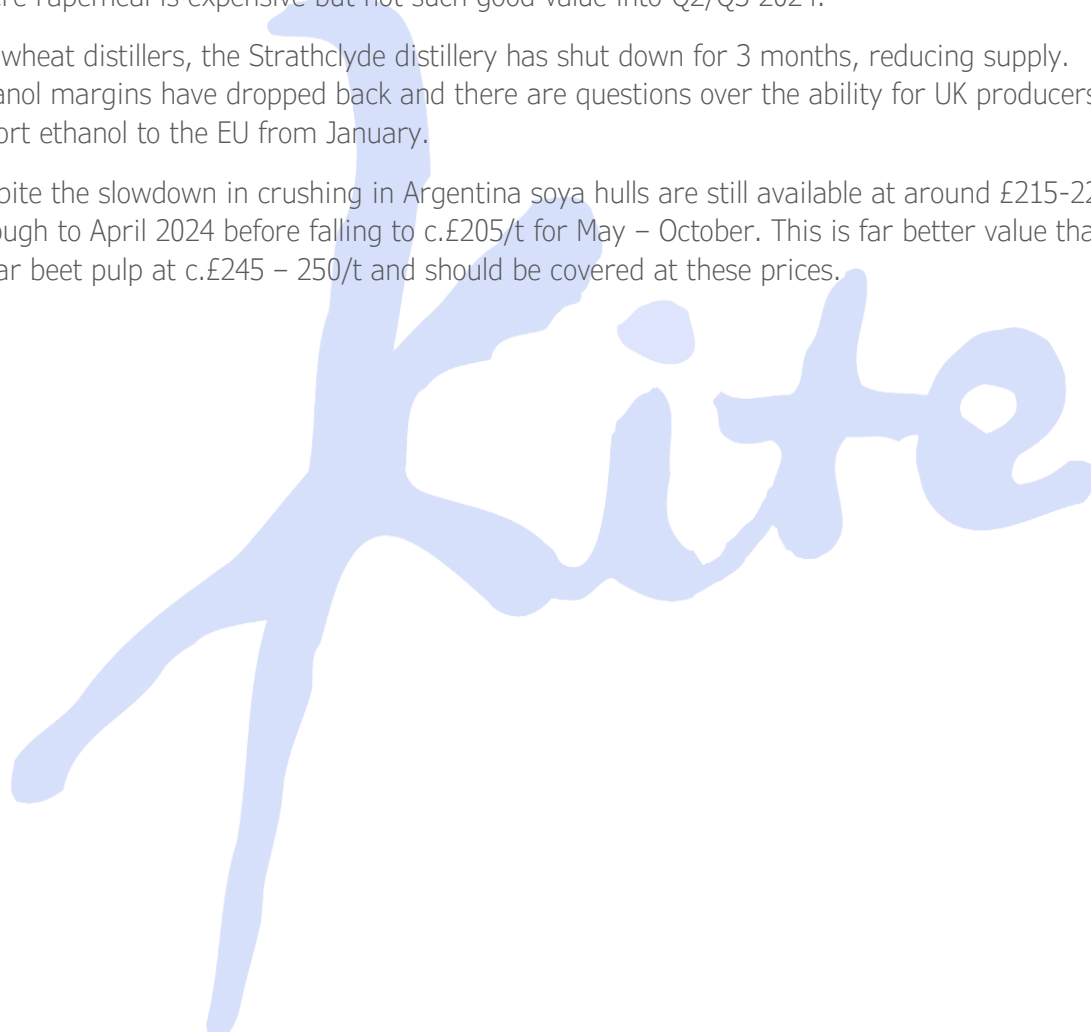 rapemeal is expensive but not such good value into Q2/Q3 2024.
wheat distillers, the Strathclyde distillery has shut down for 3 months, reducing supply.
anol margins have dropped back and there are questions over the ability for UK producers
ort ethanol to the EU from January.
pite the slowdown in crushing in Argentina soya hulls are still available at around £215-22
ough to April 2024 before falling to c.£205/t for May – October. This is far better value tha
ar beet pulp at c.£245 – 250/t and should be covered at these prices.
Kite